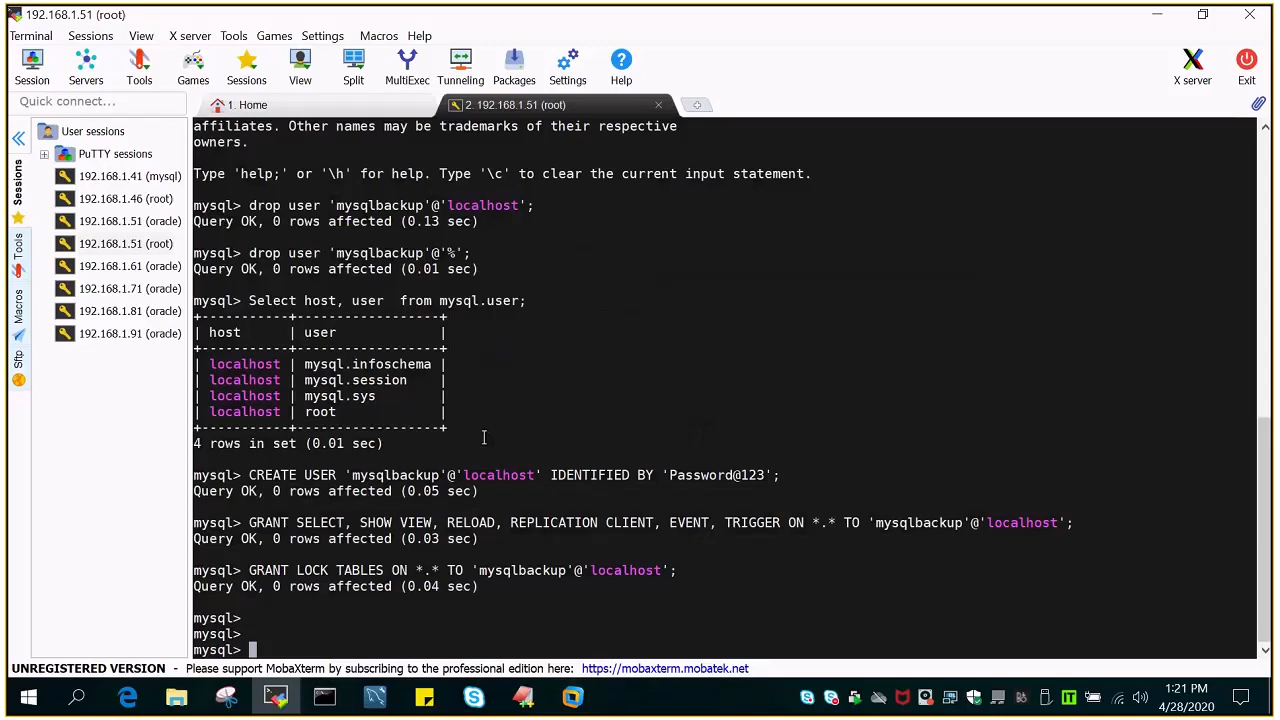 192.168.1.51 (root)
Terminal Sessions View X server Tools Games Settings Macros Help
Session Servers Tools Games Sessions View Split MultiExec Tunneling Packages Settings Help X server Exit
Quick connect...
1. Home
2. 192.168.1.51 (root)
Sessions
Tools
Macros
Sftp
User sessions
PuTTY sessions
192.168.1.41 (mysql)
192.168.1.46 (root)
192.168.1.51 (oracle)
192.168.1.51 (root)
192.168.1.61 (oracle)
192.168.1.71 (oracle)
192.168.1.81 (oracle)
192.168.1.91 (oracle)
affiliates. Other names may be trademarks of their respective
owners.
Type 'help;' or '\h' for help. Type '\c' to clear the current input statement.
mysql> drop user 'mysqlbackup'@'localhost';
Query OK, 0 rows affected (0.13 sec)
mysql> drop user 'mysqlbackup'@'%';
Query OK, 0 rows affected (0.01 sec)
mysql> Select host, user  from mysql.user;
+-----------+------------------+
| host      | user             |
+-----------+------------------+
| localhost | mysql.infoschema |
| localhost | mysql.session    |
| localhost | mysql.sys        |
| localhost | root             |
+-----------+------------------+
4 rows in set (0.01 sec)
mysql> CREATE USER 'mysqlbackup'@'localhost' IDENTIFIED BY 'Password@123';
Query OK, 0 rows affected (0.05 sec)
mysql> GRANT SELECT, SHOW VIEW, RELOAD, REPLICATION CLIENT, EVENT, TRIGGER ON *.* TO 'mysqlbackup'@'localhost';
Query OK, 0 rows affected (0.03 sec)
mysql> GRANT LOCK TABLES ON *.* TO 'mysqlbackup'@'localhost';
Query OK, 0 rows affected (0.04 sec)
mysql>
mysql>
mysql>
UNREGISTERED VERSION - Please support MobaXterm by subscribing to the professional edition here: https://mobaxterm.mobatek.net
1:21 PM
4/28/2020